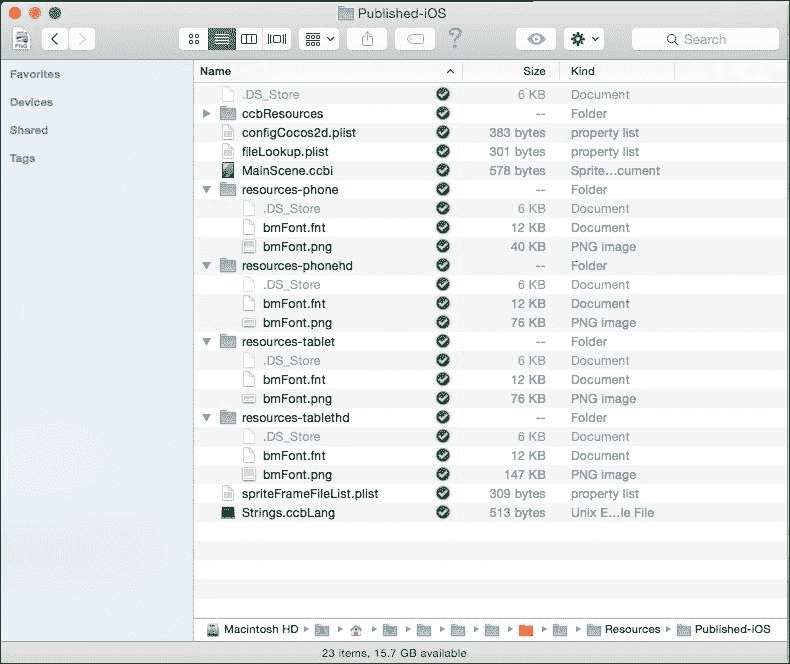 Published-iOS
PNG
Search
Favorites
Devices
Shared
Tags
Name Size Kind
.DS_Store 6 KB Document
ccbResources -- Folder
configCocos2d.plist 383 bytes property list
fileLookup.plist 301 bytes property list
MainScene.ccbi 578 bytes Sprite...cument
resources-phone -- Folder
.DS_Store 6 KB Document
bmFont.fnt 12 KB Document
bmFont.png 40 KB PNG image
resources-phonehd -- Folder
.DS_Store 6 KB Document
bmFont.fnt 12 KB Document
bmFont.png 76 KB PNG image
resources-tablet -- Folder
.DS_Store 6 KB Document
bmFont.fnt 12 KB Document
bmFont.png 76 KB PNG image
resources-tablethd -- Folder
.DS_Store 6 KB Document
bmFont.fnt 12 KB Document
bmFont.png 147 KB PNG image
spriteFrameFileList.plist 309 bytes property list
Strings.ccbLang 513 bytes Unix E...le File
Macintosh HD Resources Published-iOS
23 items, 15.7 GB available